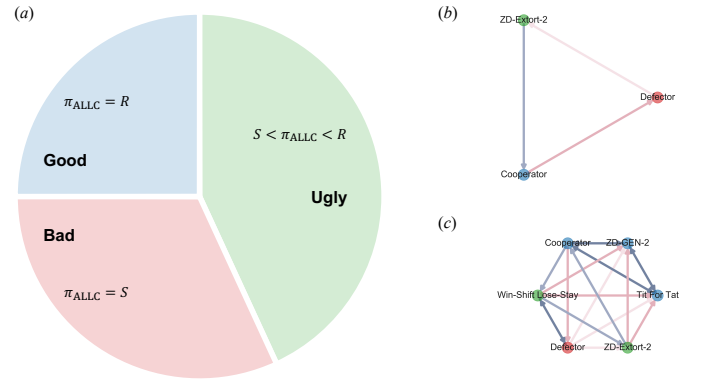 (a)
π_ALLC = R
Good
S < π_ALLC < R
Ugly
Bad
π_ALLC = S
(b)
ZD-Extort-2
Defector
Cooperator
(c)
Cooperator
ZD-GEN-2
Win-Shift Lose-Stay
Tit For Tat
Defector
ZD-Extort-2